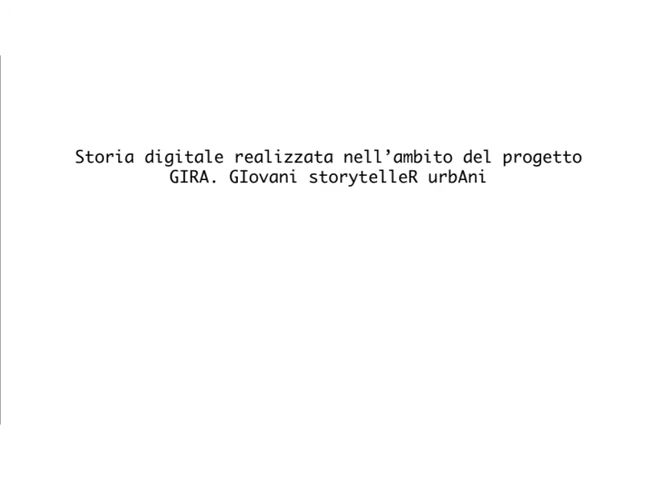 Storia digitale realizzata nell’ambito del progetto
GIRA. GIovani storytelleR urbAni